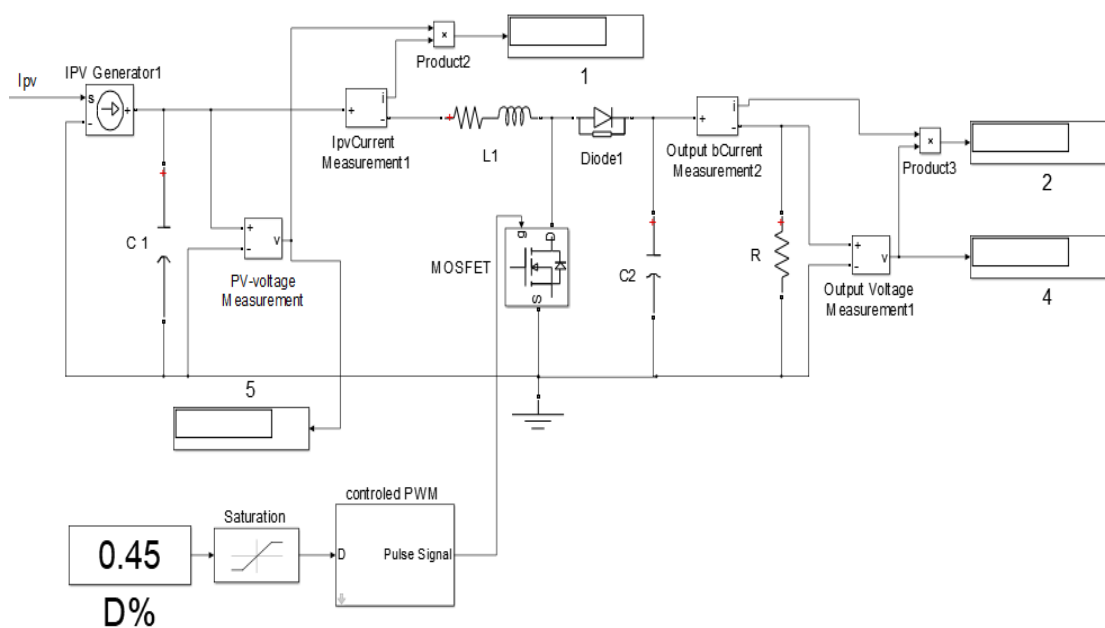 Ipv
IPV Generator1
s
-
+
C 1
+
-
v
PV-voltage
Measurement
+
i
-
IpvCurrent
Measurement1
×
Product2
1
L1
Diode1
+
i
-
Output bCurrent
Measurement2
×
Product3
2
g
D
S
MOSFET
C2
R
+
-
v
Output Voltage
Measurement1
4
5
controled PWM
Saturation
0.45
D
Pulse Signal
D%